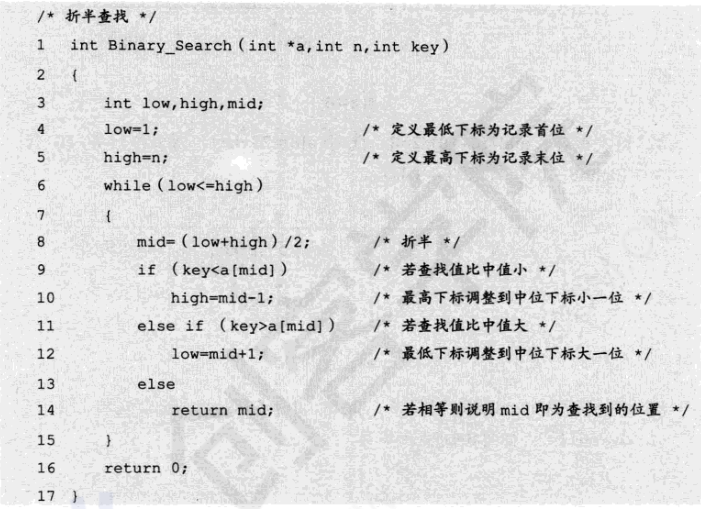 /* 折半查找 */
1 int Binary_Search(int *a,int n,int key)
2 {
3 int low,high,mid;
4 low=1; /* 定义最低下标为记录首位 */
5 high=n; /* 定义最高下标为记录末位 */
6 while(low<=high)
7 {
8 mid=(low+high)/2; /* 折半 */
9 if (key<a[mid]) /* 若查找值比中值小 */
10 high=mid-1; /* 最高下标调整到中位下标小一位 */
11 else if (key>a[mid]) /* 若查找值比中值大 */
12 low=mid+1; /* 最低下标调整到中位下标大一位 */
13 else
14 return mid; /* 若相等则说明 mid 即为查找到的位置 */
15 }
16 return 0;
17 }
创客学院